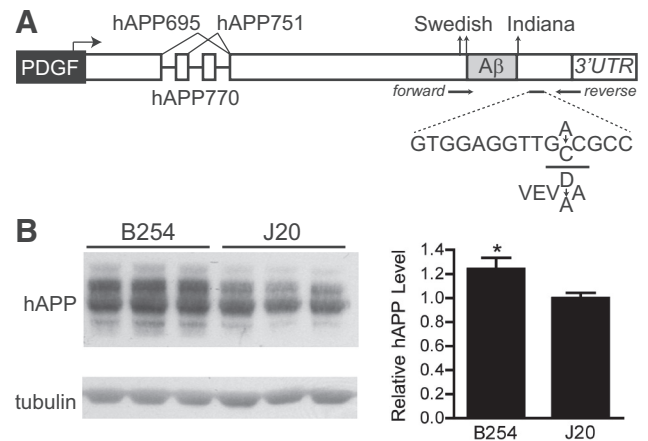 A
hAPP695 hAPP751 Swedish Indiana
PDGF Aβ 3'UTR
hAPP770 forward reverse
A
GTGGAGGTTG CGCC
C
D
VEV A
A
B
B254 J20
hAPP
tubulin
Relative hAPP Level
1.4
1.2
1.0
0.8
0.6
0.4
0.2
0.0
*
B254 J20